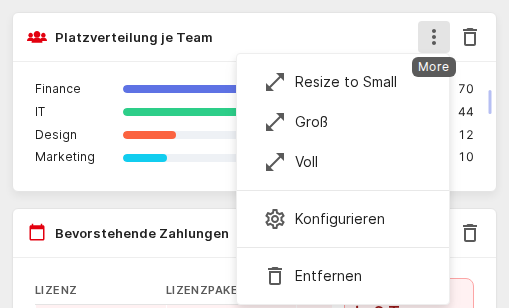 Platzverteilung je Team
More
Finance 70
IT 44
Design 12
Marketing 10
Resize to Small
Groß
Voll
Konfigurieren
Entfernen
Bevorstehende Zahlungen
LIZENZ LIZENZPAKE